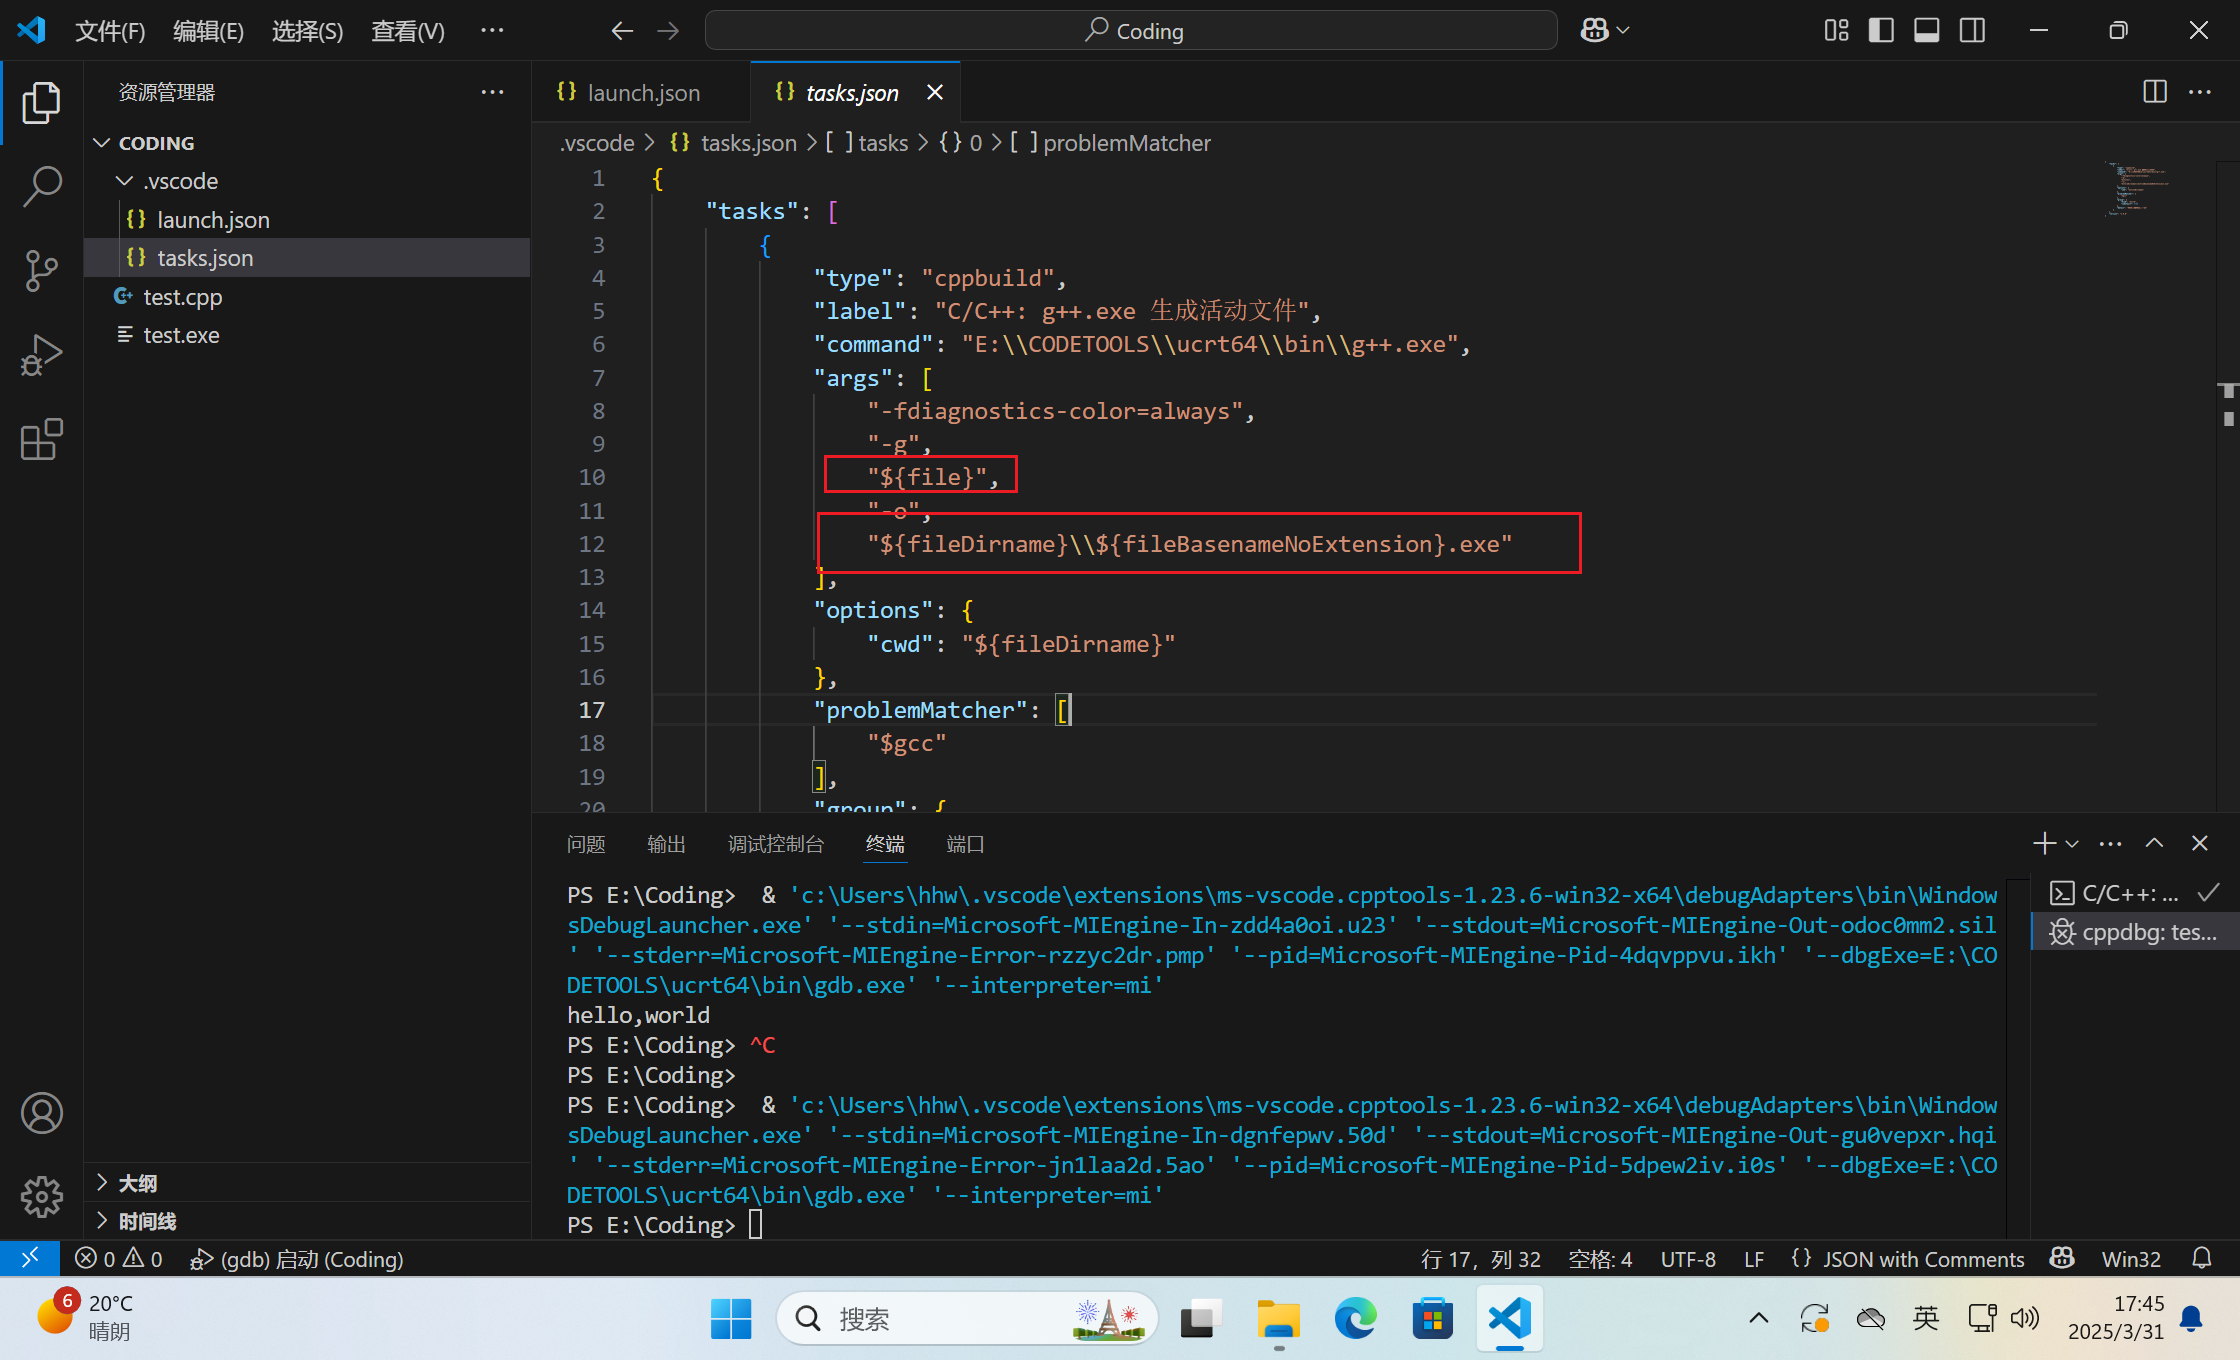 文件(F) 编辑(E) 选择(S) 查看(V) ··· Coding
资源管理器 ···
CODING
.vscode
launch.json
tasks.json
test.cpp
test.exe
大纲
时间线
launch.json tasks.json
.vscode > {} tasks.json > [ ] tasks > {} 0 > [ ] problemMatcher
1 {
2 "tasks": [
3 {
4 "type": "cppbuild",
5 "label": "C/C++: g++.exe 生成活动文件",
6 "command": "E:\\CODETOOLS\\ucrt64\\bin\\g++.exe",
7 "args": [
8 "-fdiagnostics-color=always",
9 "-g",
10 "${file}",
11 "-o",
12 "${fileDirname}\\${fileBasenameNoExtension}.exe"
13 ],
14 "options": {
15 "cwd": "${fileDirname}"
16 },
17 "problemMatcher": [
18 "$gcc"
19 ],
20 "group": {
问题 输出 调试控制台 终端 端口
PS E:\Coding>  & 'c:\Users\hhw\.vscode\extensions\ms-vscode.cpptools-1.23.6-win32-x64\debugAdapters\bin\Window
sDebugLauncher.exe' '--stdin=Microsoft-MIEngine-In-zdd4a0oi.u23' '--stdout=Microsoft-MIEngine-Out-odoc0mm2.sil
' '--stderr=Microsoft-MIEngine-Error-rzzyc2dr.pmp' '--pid=Microsoft-MIEngine-Pid-4dqvppvu.ikh' '--dbgExe=E:\CO
DETOOLS\ucrt64\bin\gdb.exe' '--interpreter=mi'
hello,world
PS E:\Coding> ^C
PS E:\Coding>
PS E:\Coding>  & 'c:\Users\hhw\.vscode\extensions\ms-vscode.cpptools-1.23.6-win32-x64\debugAdapters\bin\Window
sDebugLauncher.exe' '--stdin=Microsoft-MIEngine-In-dgnfepwv.50d' '--stdout=Microsoft-MIEngine-Out-gu0vepxr.hqi
' '--stderr=Microsoft-MIEngine-Error-jn1laa2d.5ao' '--pid=Microsoft-MIEngine-Pid-5dpew2iv.i0s' '--dbgExe=E:\CO
DETOOLS\ucrt64\bin\gdb.exe' '--interpreter=mi'
PS E:\Coding>
C/C++: ...
cppdbg: tes...
0 0 (gdb) 启动 (Coding) 行 17，列 32 空格: 4 UTF-8 LF {} JSON with Comments Win32
6
20°C
晴朗
搜索
英
17:45
2025/3/31